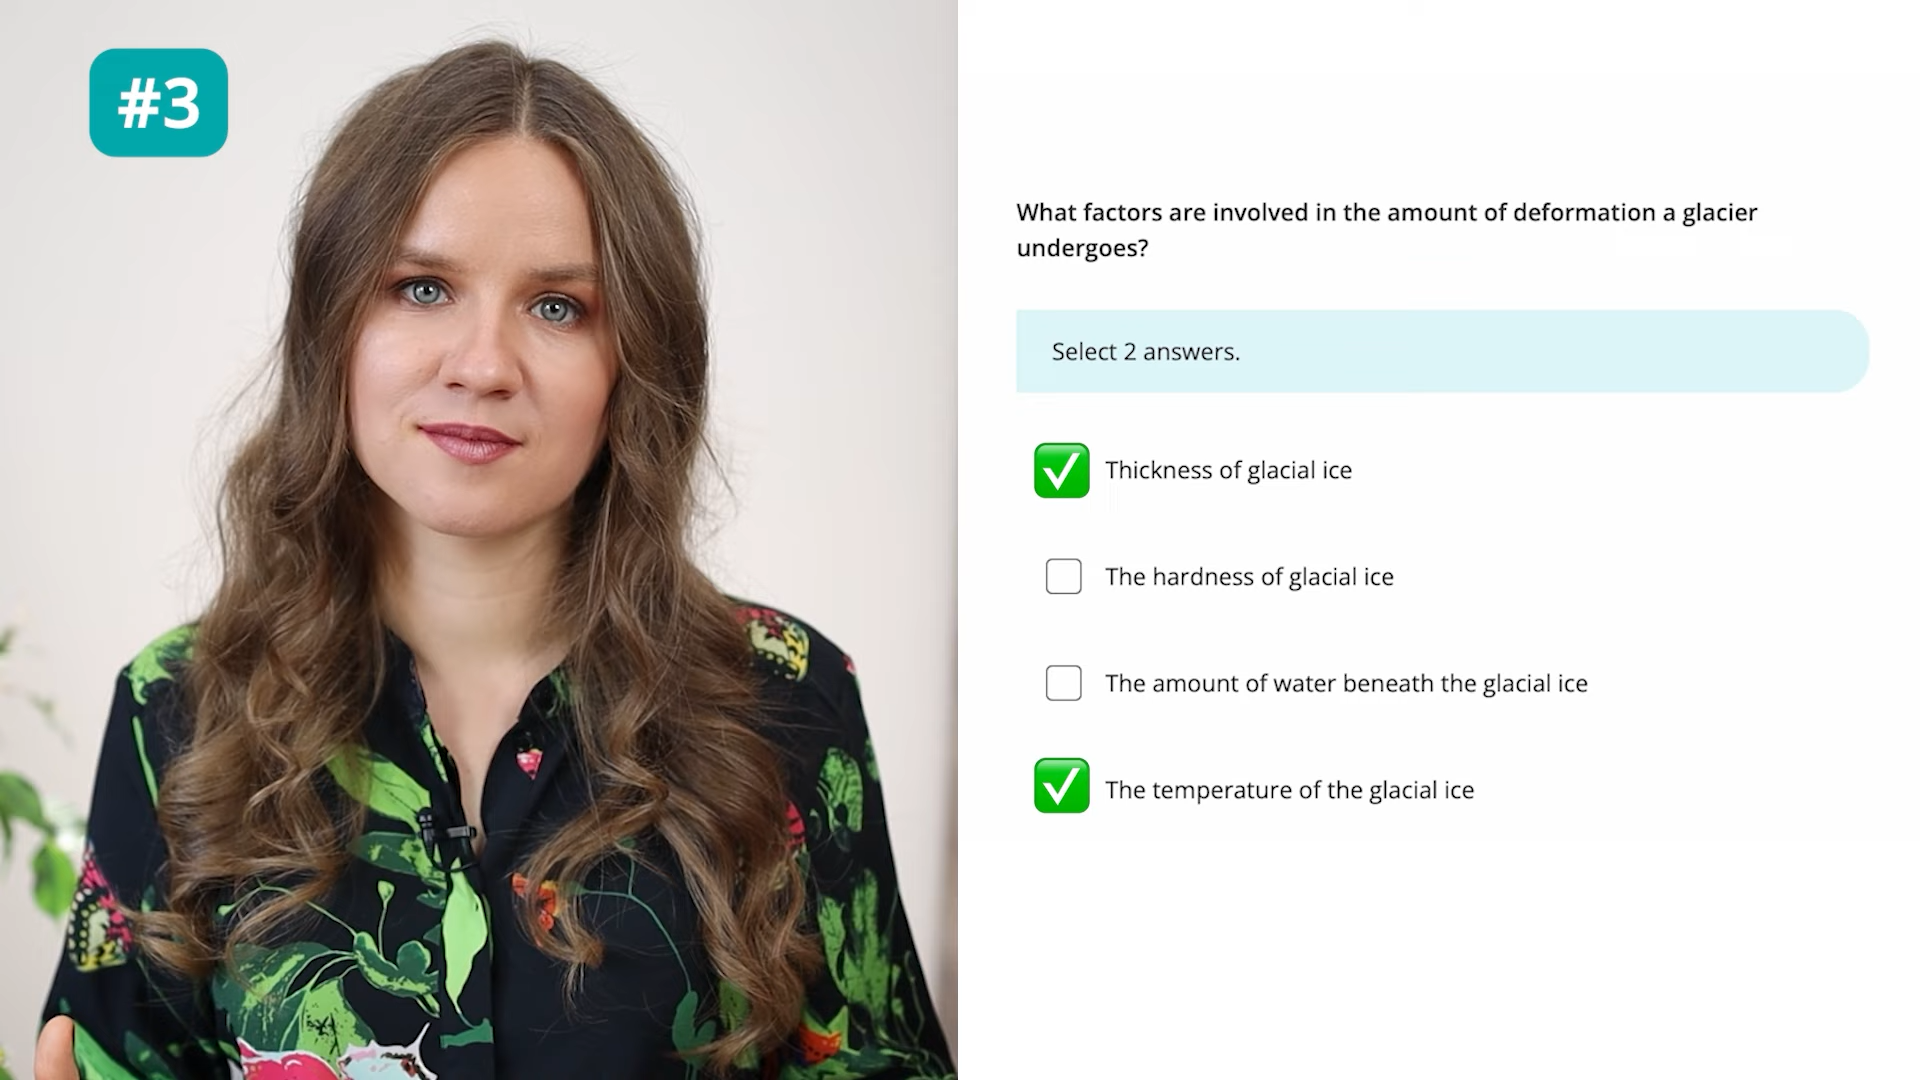 #3
What factors are involved in the amount of deformation a glacier
undergoes?
Select 2 answers.
Thickness of glacial ice
The hardness of glacial ice
The amount of water beneath the glacial ice
The temperature of the glacial ice